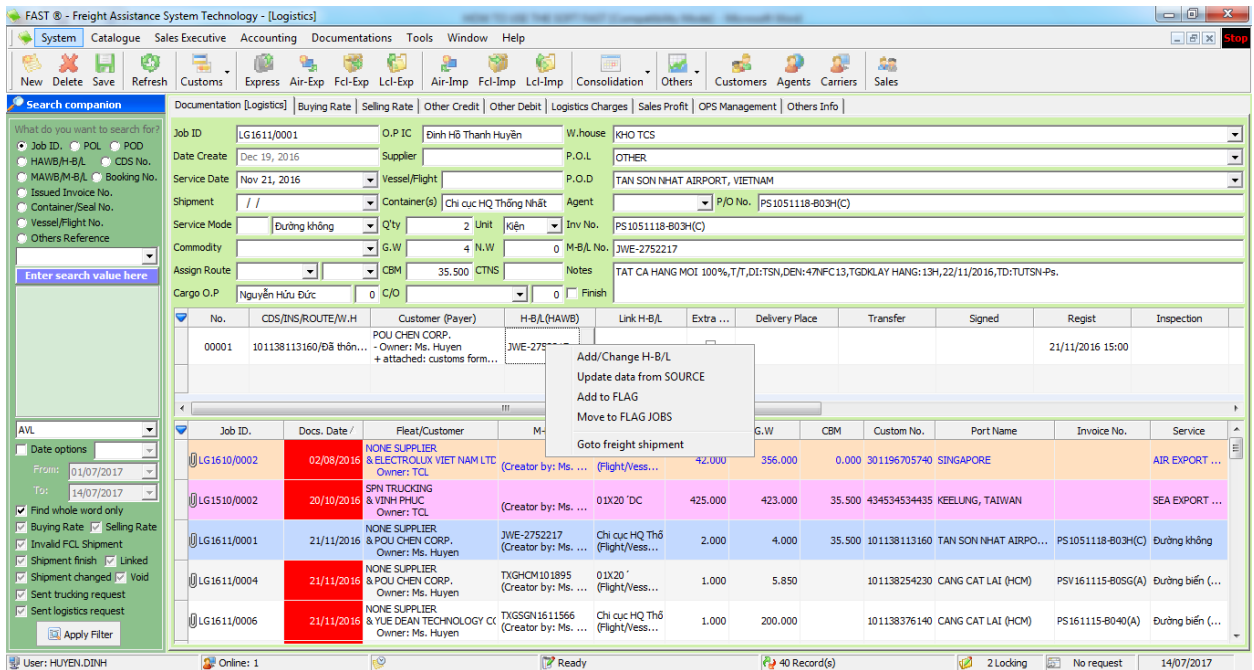 FAST ® - Freight Assistance System Technology - [Logistics]
System Catalogue Sales Executive Accounting Documentations Tools Window Help
Stop
New Delete Save Refresh Customs Express Air-Exp Fcl-Exp Lcl-Exp Air-Imp Fcl-Imp Lcl-Imp Consolidation Others Customers Agents Carriers Sales
Search companion
What do you want to search for?
Job ID. POL POD
HAWB/H-B/L CDS No.
MAWB/M-B/L Booking No.
Issued Invoice No.
Container/Seal No.
Vessel/Flight No.
Others Reference
Enter search value here
AVL
Date options
From: 01/07/2017
To: 14/07/2017
Find whole word only
Buying Rate Selling Rate
Invalid FCL Shipment
Shipment finish Linked
Shipment changed Void
Sent trucking request
Sent logistics request
Apply Filter
Documentation [Logistics] Buying Rate Selling Rate Other Credit Other Debit Logistics Charges Sales Profit OPS Management Others Info
Job ID LG1611/0001 O.P IC Đinh Hồ Thanh Huyền W.house KHO TCS
Date Create Dec 19, 2016 Supplier P.O.L OTHER
Service Date Nov 21, 2016 Vessel/Flight P.O.D TAN SON NHAT AIRPORT, VIETNAM
Shipment / / Container(s) Chi cục HQ Thống Nhất Agent P/O No. PS1051118-B03H(C)
Service Mode Đường không Q'ty 2 Unit Kiện Inv No. PS1051118-B03H(C)
Commodity G.W 4 N.W 0 M-B/L No. JWE-2752217
Assign Route CBM 35.500 CTNS Notes TAT CA HANG MOI 100%,T/T,DI:TSN,DEN:47NFC13,TGDKLAY HANG:13H,22/11/2016,TD:TUTSN-Ps.
Cargo O.P Nguyễn Hữu Đức 0 C/O 0 Finish
No. CDS/INS/ROUTE/W.H Customer (Payer) H-B/L(HAWB) Link H-B/L Extra ... Delivery Place Transfer Signed Regist Inspection
POU CHEN CORP.
00001 101138113160/Đã thôn... - Owner: Ms. Huyen 21/11/2016 15:00
+ attached: customs form...
Add/Change H-B/L
Update data from SOURCE
Add to FLAG
Move to FLAG JOBS
Goto freight shipment
Job ID. Docs. Date / Fleat/Customer G.W CBM Custom No. Port Name Invoice No. Service
NONE SUPPLIER
LG1610/0002 02/08/2016 & ELECTROLUX VIET NAM LTD (Creator by: Ms. ... (Flight/Vess... 42.000 356.000 0.000 301196705740 SINGAPORE AIR EXPORT ...
Owner: TCL
SPN TRUCKING
LG1510/0002 20/10/2016 & VINH PHUC (Creator by: Ms. ... 01X20 'DC 425.000 423.000 35.500 434534534435 KEELUNG, TAIWAN SEA EXPORT ...
Owner: TCL
NONE SUPPLIER JWE-2752217 Chi cục HQ Thố
LG1611/0001 21/11/2016 & POU CHEN CORP. (Creator by: Ms. ... (Flight/Vess... 2.000 4.000 35.500 101138113160 TAN SON NHAT AIRPO... PS1051118-B03H(C) Đường không
Owner: Ms. Huyen
NONE SUPPLIER TXGHCM101895 01X20 '
LG1611/0004 21/11/2016 & POU CHEN CORP. (Creator by: Ms. ... (Flight/Vess... 1.000 5.850 101138254230 CANG CAT LAI (HCM) PSV161115-B0SG(A) Đường biển (...
Owner: Ms. Huyen
NONE SUPPLIER TXGSGN1611566 Chi cục HQ Thố
LG1611/0006 21/11/2016 & YUE DEAN TECHNOLOGY CO (Creator by: Ms. ... (Flight/Vess... 1.000 200.000 101138376140 CANG CAT LAI (HCM) PS161115-B040(A) Đường biển (...
Owner: Ms. Huyen
User: HUYEN.DINH Online: 1 Ready 40 Record(s) 2 Locking No request 14/07/2017